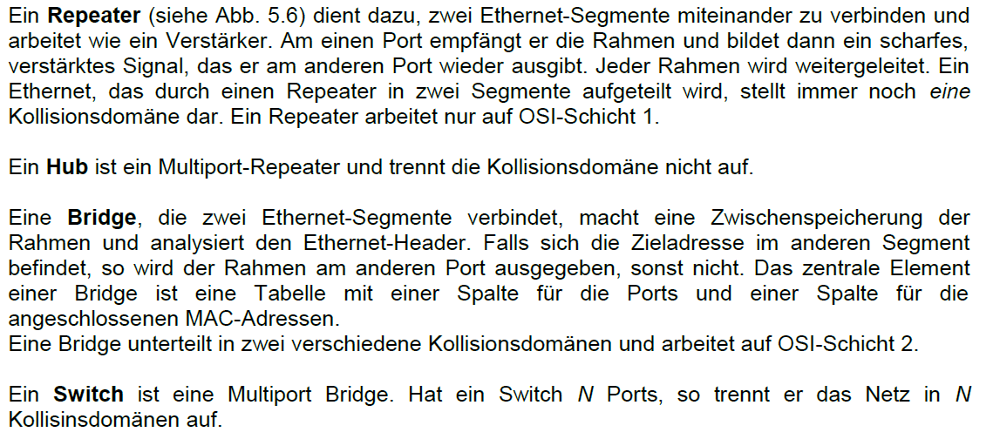 Ein Repeater (siehe Abb. 5.6) dient dazu, zwei Ethernet-Segmente miteinander zu verbinden und
arbeitet wie ein Verstärker. Am einen Port empfängt er die Rahmen und bildet dann ein scharfes,
verstärktes Signal, das er am anderen Port wieder ausgibt. Jeder Rahmen wird weitergeleitet. Ein
Ethernet, das durch einen Repeater in zwei Segmente aufgeteilt wird, stellt immer noch eine
Kollisionsdomäne dar. Ein Repeater arbeitet nur auf OSI-Schicht 1.
Ein Hub ist ein Multiport-Repeater und trennt die Kollisionsdomäne nicht auf.
Eine Bridge, die zwei Ethernet-Segmente verbindet, macht eine Zwischenspeicherung der
Rahmen und analysiert den Ethernet-Header. Falls sich die Zieladresse im anderen Segment
befindet, so wird der Rahmen am anderen Port ausgegeben, sonst nicht. Das zentrale Element
einer Bridge ist eine Tabelle mit einer Spalte für die Ports und einer Spalte für die
angeschlossenen MAC-Adressen.
Eine Bridge unterteilt in zwei verschiedene Kollisionsdomänen und arbeitet auf OSI-Schicht 2.
Ein Switch ist eine Multiport Bridge. Hat ein Switch N Ports, so trennt er das Netz in N
Kollisinsdomänen auf.